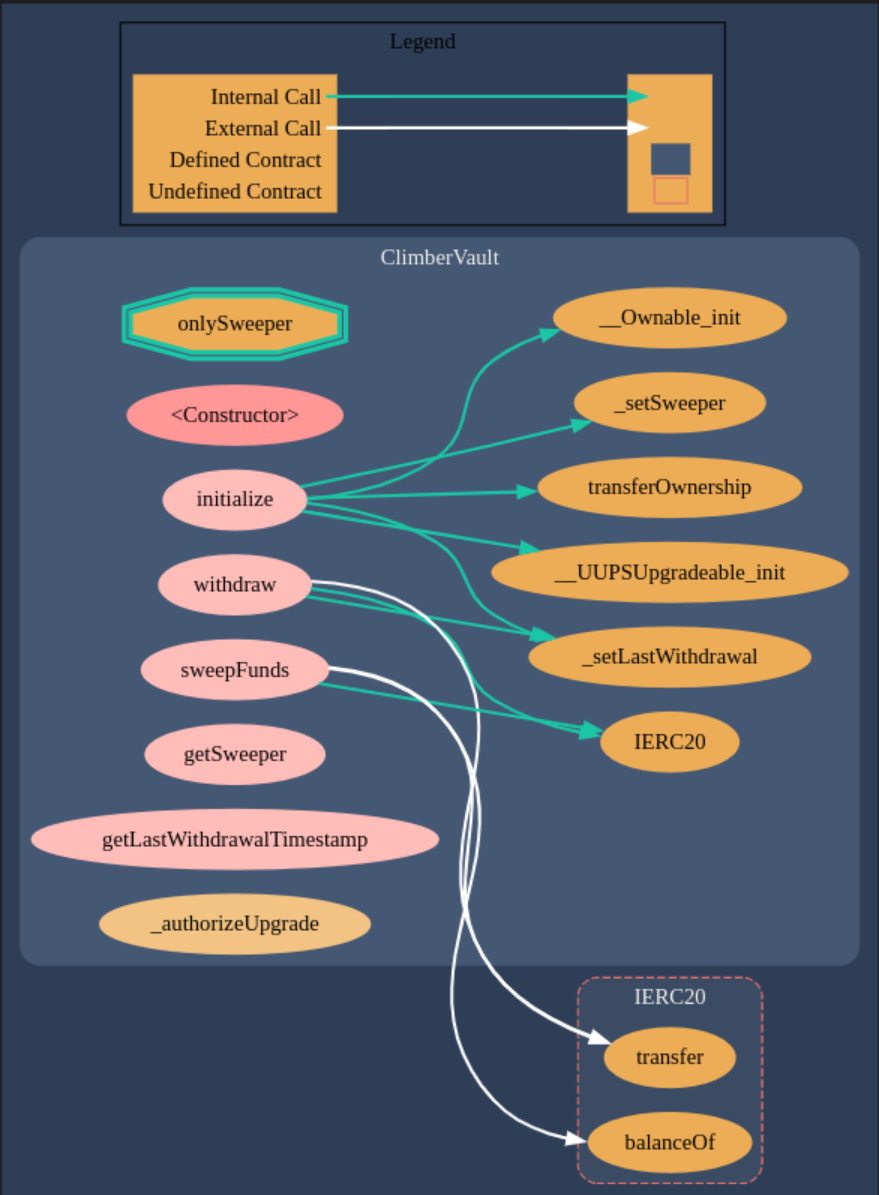 Legend
Internal Call
External Call
Defined Contract
Undefined Contract
ClimberVault
onlySweeper
<Constructor>
initialize
withdraw
sweepFunds
getSweeper
getLastWithdrawalTimestamp
_authorizeUpgrade
__Ownable_init
_setSweeper
transferOwnership
__UUPSUpgradeable_init
_setLastWithdrawal
IERC20
IERC20
transfer
balanceOf